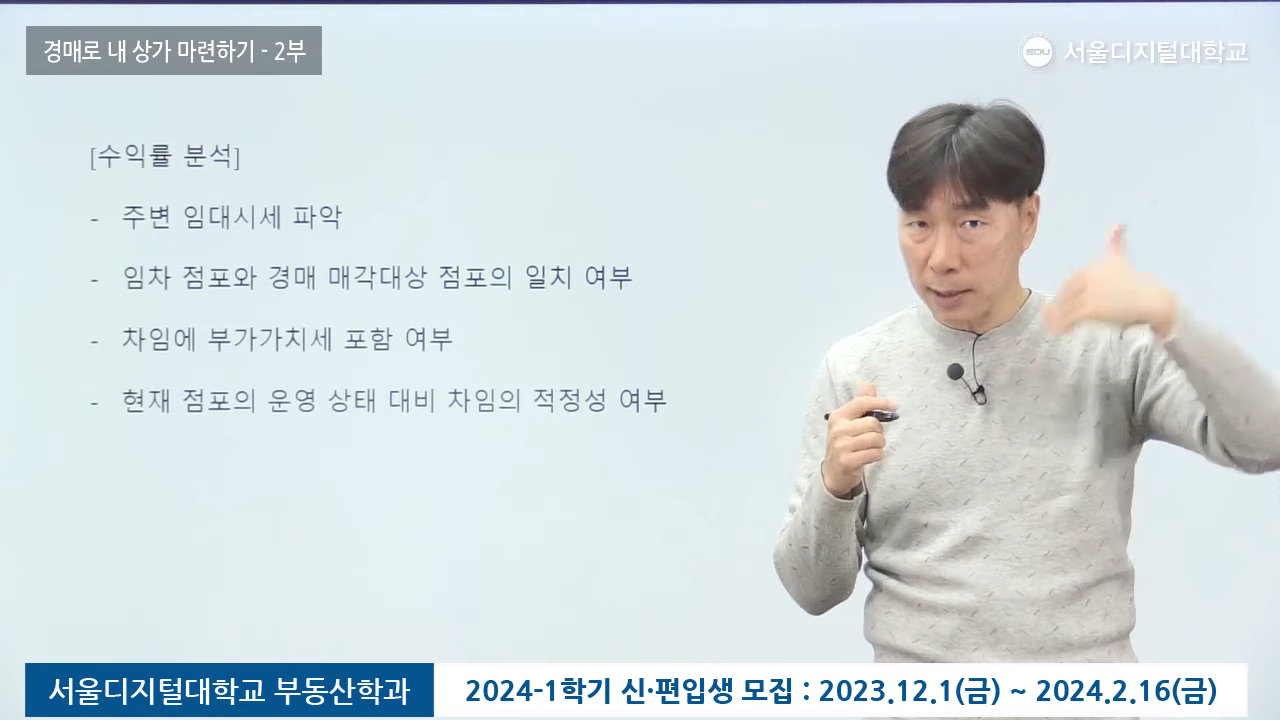 경매로 내 상가 마련하기 - 2부
SDU 서울디지털대학교
[수익률 분석]
- 주변 임대시세 파악
- 임차 점포와 경매 매각대상 점포의 일치 여부
- 차임에 부가가치세 포함 여부
- 현재 점포의 운영 상태 대비 차임의 적정성 여부
서울디지털대학교 부동산학과
2024-1학기 신·편입생 모집 : 2023.12.1(금) ~ 2024.2.16(금)